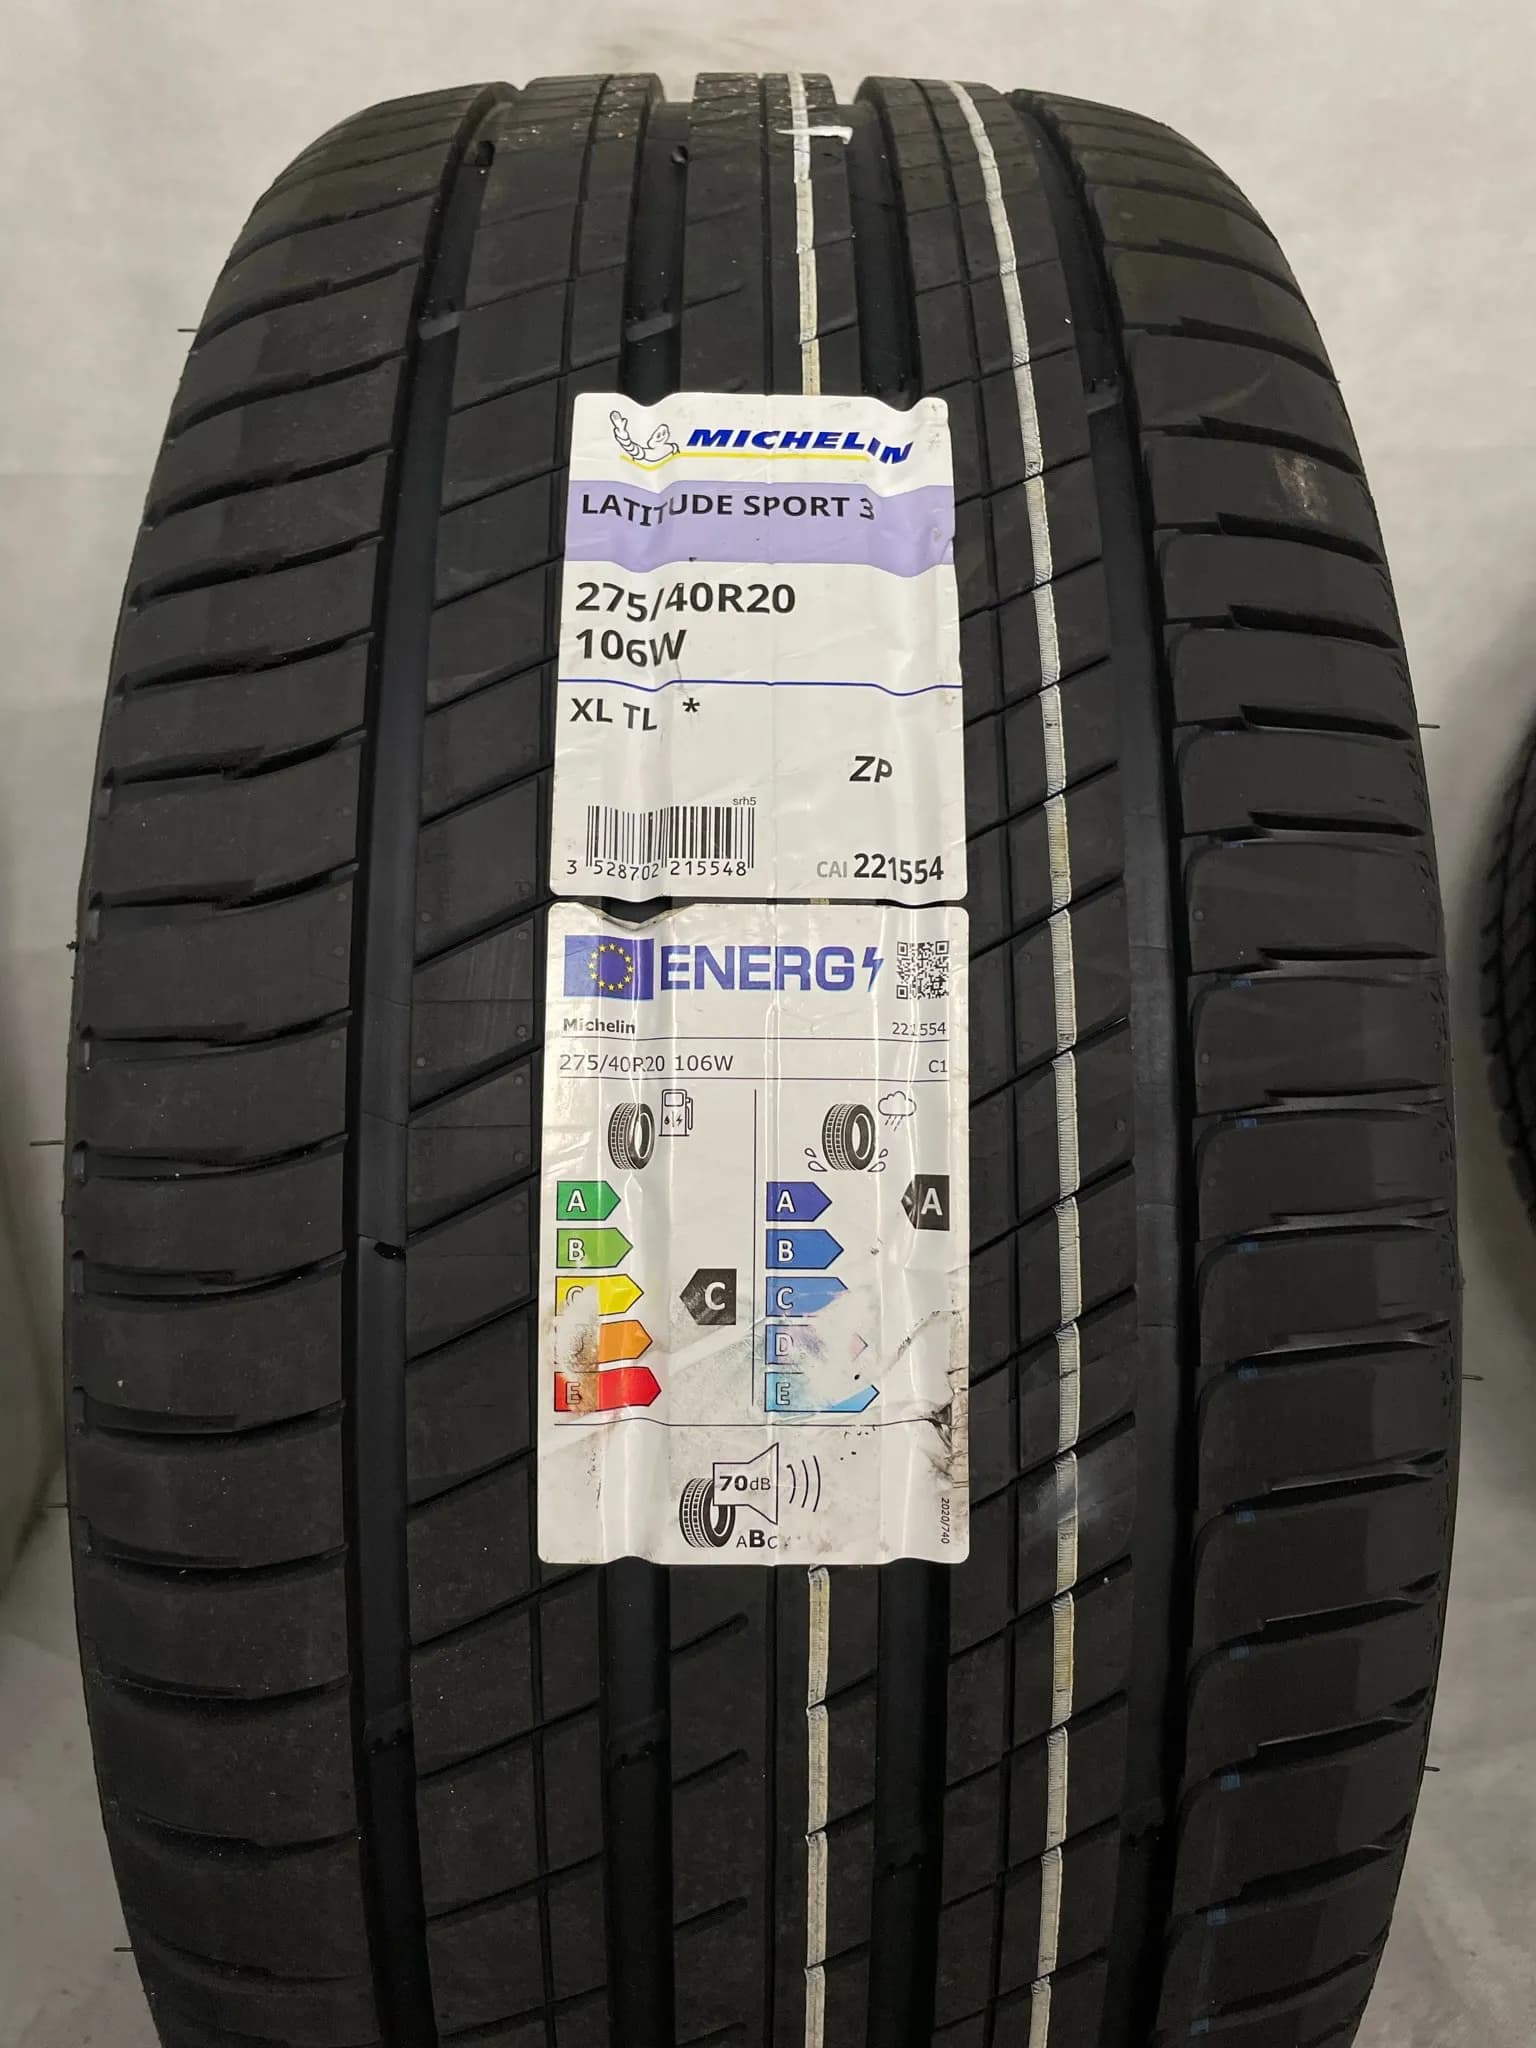 MICHELIN
LATITUDE SPORT 3
275/40R20
106W
XL TL *
ZP
srh5
3 528702 215548
CAI 221554
ENERG
Michelin 221554
275/40R20 106W C1
A A A
B B
C C C
D
E E
70dB
ABC
2020/740